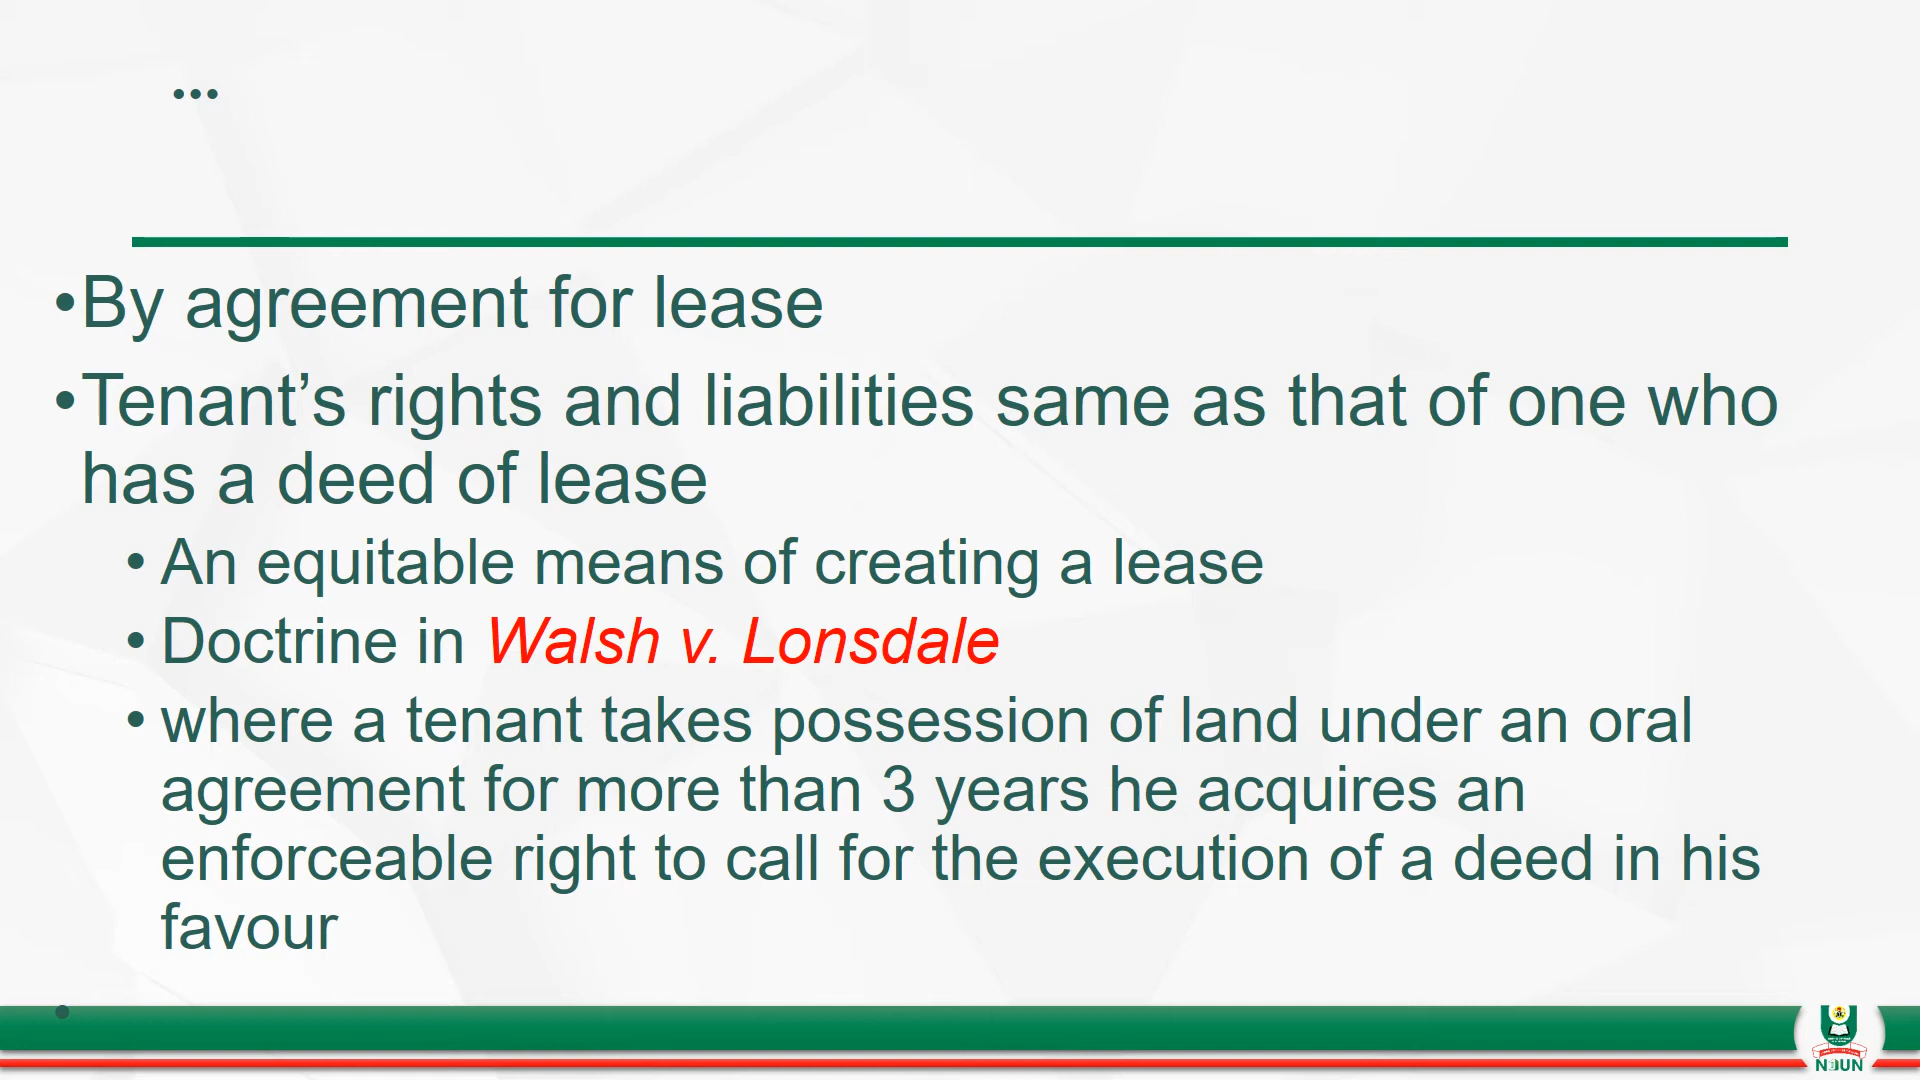 ...
•By agreement for lease
•Tenant’s rights and liabilities same as that of one who
has a deed of lease
• An equitable means of creating a lease
• Doctrine in Walsh v. Lonsdale
• where a tenant takes possession of land under an oral
agreement for more than 3 years he acquires an
enforceable right to call for the execution of a deed in his
favour
•
NOUN